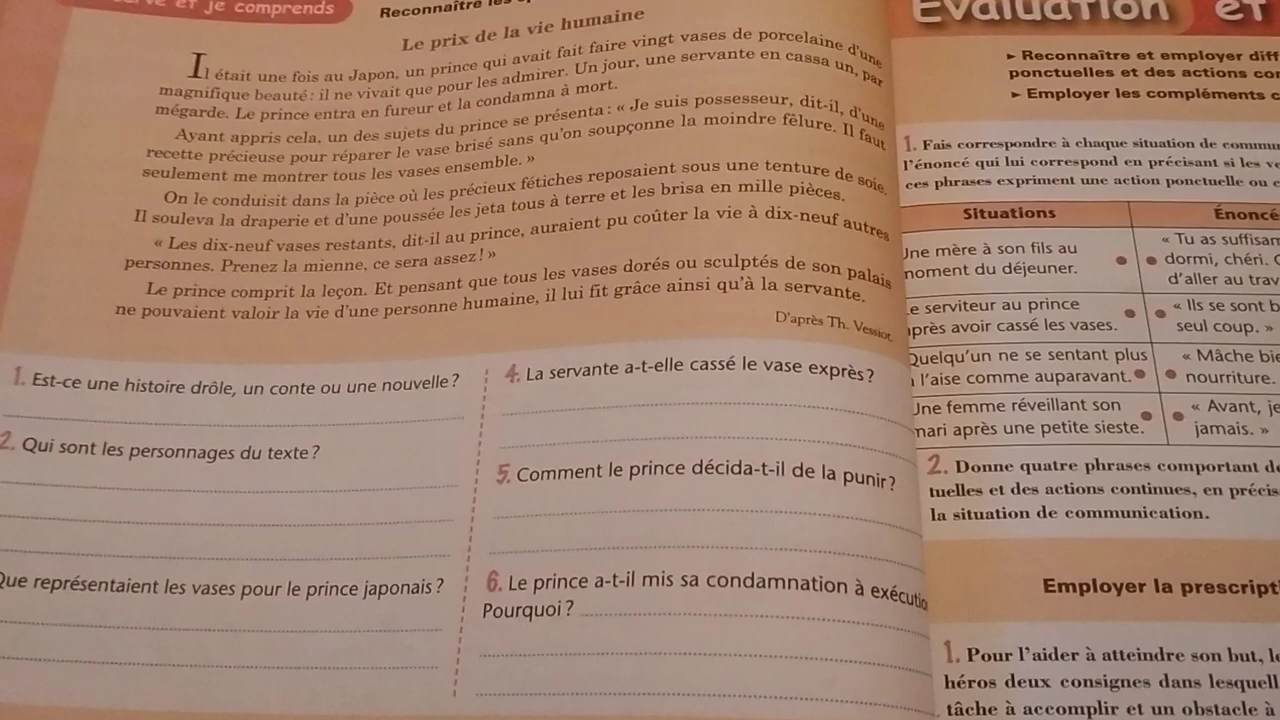 et je comprends
Reconnaître
Le prix de la vie humaine
Il était une fois au Japon, un prince qui avait fait faire vingt vases de porcelaine d'une
magnifique beauté : il ne vivait que pour les admirer. Un jour, une servante en cassa un, par
mégarde. Le prince entra en fureur et la condamna à mort.
Ayant appris cela, un des sujets du prince se présenta : « Je suis possesseur, dit-il, d'une
recette précieuse pour réparer le vase brisé sans qu'on soupçonne la moindre fêlure. Il faut
seulement me montrer tous les vases ensemble. »
On le conduisit dans la pièce où les précieux fétiches reposaient sous une tenture de soie.
Il souleva la draperie et d'une poussée les jeta tous à terre et les brisa en mille pièces.
« Les dix-neuf vases restants, dit-il au prince, auraient pu coûter la vie à dix-neuf autres
personnes. Prenez la mienne, ce sera assez ! »
Le prince comprit la leçon. Et pensant que tous les vases dorés ou sculptés de son palais
ne pouvaient valoir la vie d'une personne humaine, il lui fit grâce ainsi qu'à la servante.
D'après Th. Vessiot.
1. Est-ce une histoire drôle, un conte ou une nouvelle ?
2. Qui sont les personnages du texte ?
Que représentaient les vases pour le prince japonais ?
4. La servante a-t-elle cassé le vase exprès ?
5. Comment le prince décida-t-il de la punir ?
6. Le prince a-t-il mis sa condamnation à exécutio
Pourquoi ?
Evaluation et
► Reconnaître et employer diff
ponctuelles et des actions con
► Employer les compléments c
1. Fais correspondre à chaque situation de commu
l'énoncé qui lui correspond en précisant si les ve
ces phrases expriment une action ponctuelle ou c
Situations
Énoncé
Une mère à son fils au
moment du déjeuner.
« Tu as suffisam
dormi, chéri.
d'aller au trav
Le serviteur au prince
après avoir cassé les vases.
« Ils se sont b
seul coup. »
Quelqu'un ne se sentant plus
à l'aise comme auparavant.
« Mâche bie
nourriture.
Une femme réveillant son
mari après une petite sieste.
« Avant, je
jamais. »
2. Donne quatre phrases comportant de
tuelles et des actions continues, en précis
la situation de communication.
Employer la prescript
1. Pour l'aider à atteindre son but, le
héros deux consignes dans lesquell
tâche à accomplir et un obstacle à